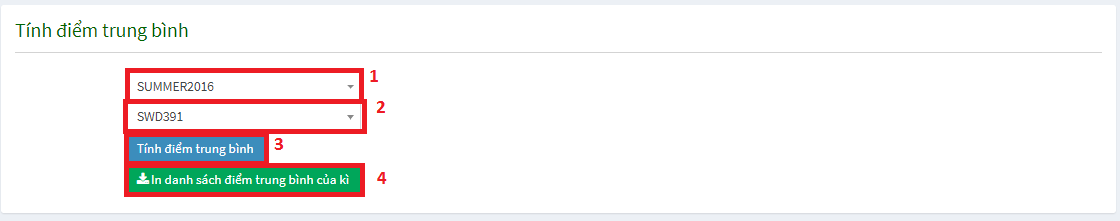 Tính điểm trung bình
SUMMER2016 1
SWD391 2
Tính điểm trung bình 3
In danh sách điểm trung bình của kì 4